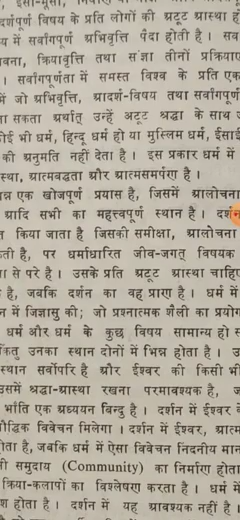 दर्शपूर्ण विषय के प्रति लोगों की अटूट आस्था ह
य में सर्वांगपूर्ण अभिवृत्ति पैदा होती है । सव
वना, क्रियावृत्ति तथा संज्ञा तीनों प्रक्रियाए
। सर्वांगपूर्णता में समस्त विश्व के प्रति एक
में जो अभिवृत्ति, आदर्श-विषय तथा सर्वांगपूर्ण
ता सकता अर्थात् उन्हें अटूट श्रद्धा के साथ
ोई भी धर्म, हिन्दू धर्म हो या मुस्लिम धर्म, ईसाई
की अनुमति नहीं देता है । इस प्रकार धर्म में
स्था, आत्मबद्धता और आत्मसमर्पण है ।
न्न एक खोजपूर्ण प्रयास है, जिसमें आलोचना
आदि सभी का महत्त्वपूर्ण स्थान है । दर्शन
त किया जाता है जिसकी समीक्षा, आलोचना
ती है, पर धर्माधारित जीव-जगत् विषयक
ा से परे है । उसके प्रति अटूट आस्था चाहिए
है, जबकि दर्शन का वह प्राण है । धर्म में
न में जिज्ञासु की; जो प्रश्नात्मक शैली का प्रयोग
धर्म और धर्म के कुछ विषय सामान्य हो स
किंतु उनका स्थान दोनों में भिन्न होता है । उ
स्थान सर्वोपरि है और ईश्वर की किसी भी
उसमें श्रद्धा-आस्था रखना परमावश्यक है, ज
भाँति एक अध्ययन बिन्दु है । दर्शन में ईश्वर के
ौद्धिक विवेचन मिलेगा । दर्शन में ईश्वर, आत्म
ोता है, जबकि धर्म में ऐसा विवेचन निंदनीय मान
ी समुदाय (Community) का निर्माण होता
क्रिया-कलापों का विश्लेषण करता है । धर्म में
श होता है । दर्शन में यह आवश्यक नहीं है ।